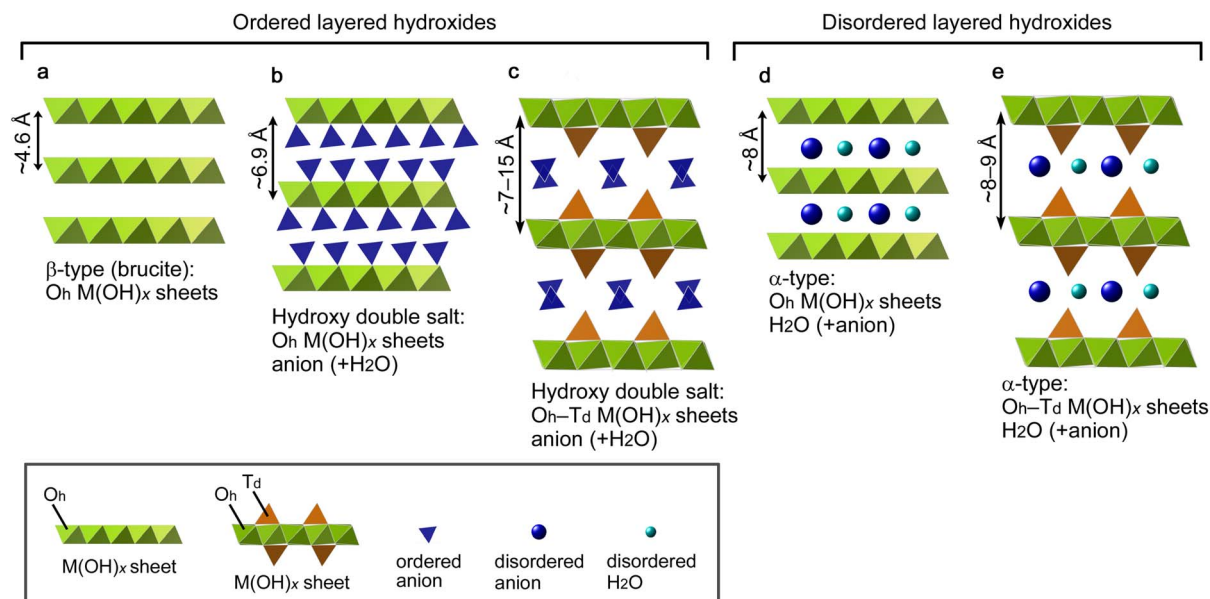 Ordered layered hydroxides
Disordered layered hydroxides
a
~4.6 Å
β-type (brucite):
Oh M(OH)x sheets
b
~6.9 Å
Hydroxy double salt:
Oh M(OH)x sheets
anion (+H2O)
c
~7–15 Å
Hydroxy double salt:
Oh–Td M(OH)x sheets
anion (+H2O)
d
~8 Å
α-type:
Oh M(OH)x sheets
H2O (+anion)
e
~8–9 Å
α-type:
Oh–Td M(OH)x sheets
H2O (+anion)
Oh
M(OH)x sheet
Oh
Td
M(OH)x sheet
ordered
anion
disordered
anion
disordered
H2O